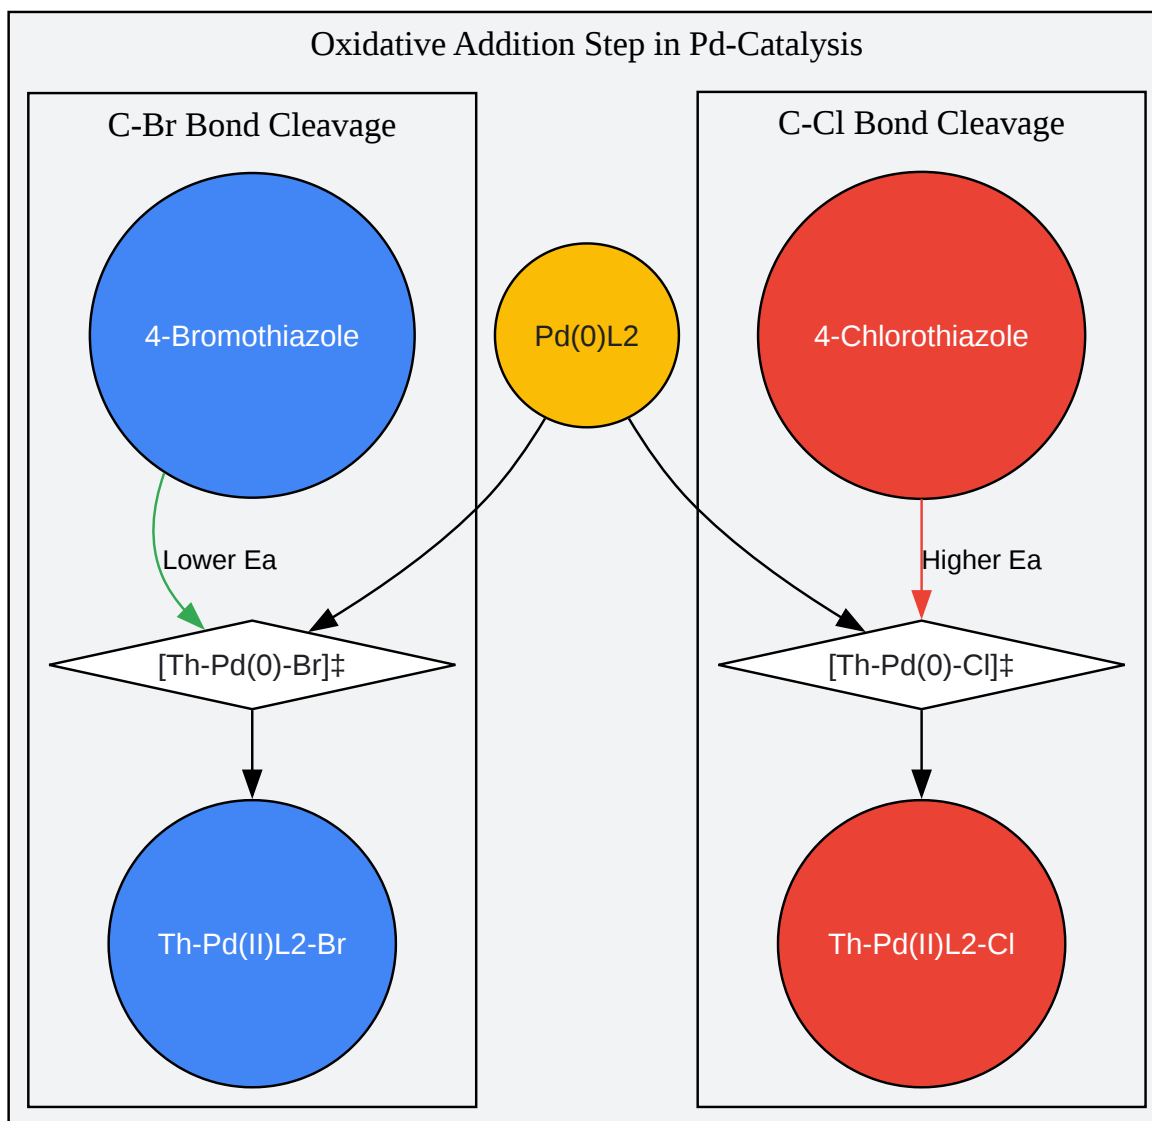 Oxidative Addition Step in Pd-Catalysis
C-Br Bond Cleavage
C-Cl Bond Cleavage
4-Bromothiazole
Pd(0)L2
4-Chlorothiazole
Lower Ea
Higher Ea
[Th-Pd(0)-Br]‡
[Th-Pd(0)-Cl]‡
Th-Pd(II)L2-Br
Th-Pd(II)L2-Cl